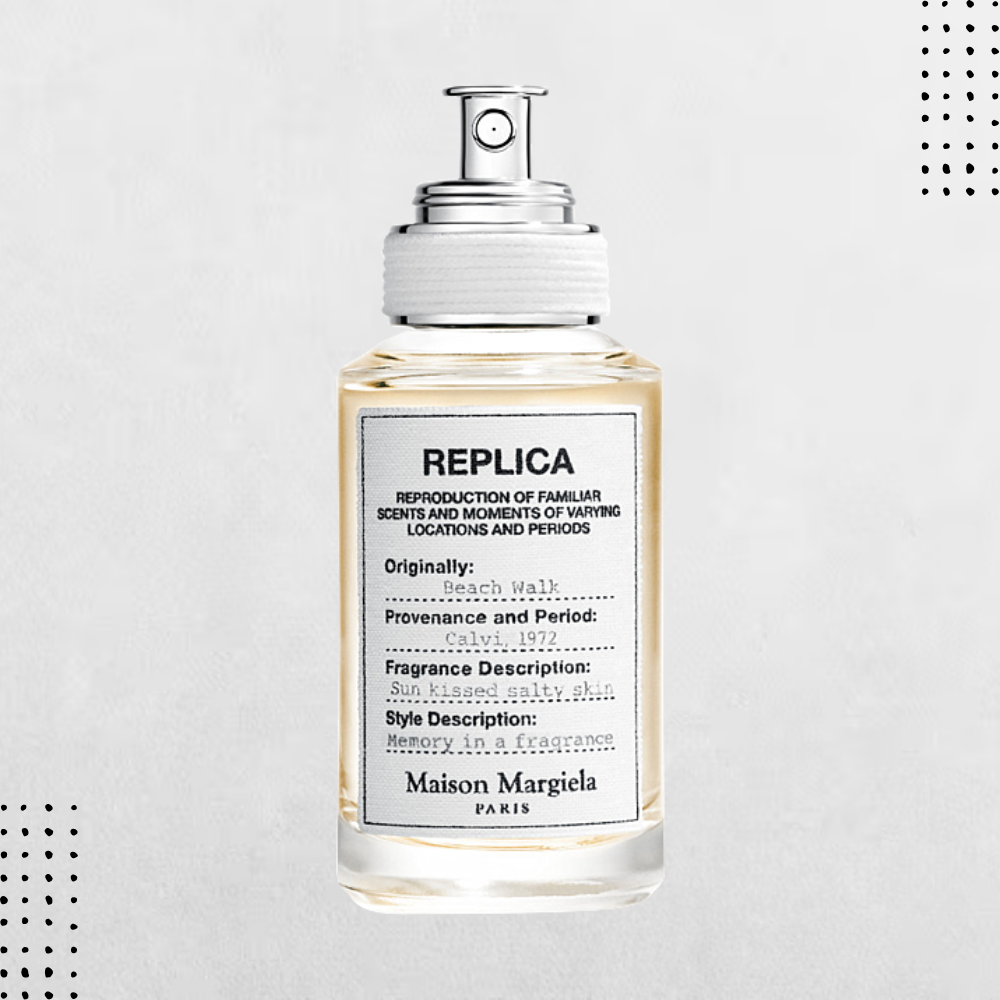 REPLICA
REPRODUCTION OF FAMILIAR
SCENTS AND MOMENTS OF VARYING
LOCATIONS AND PERIODS
Originally:
Beach Walk
Provenance and Period:
Calvi, 1972
Fragrance Description:
Sun kissed salty skin
Style Description:
Memory in a fragrance
Maison Margiela
PARIS